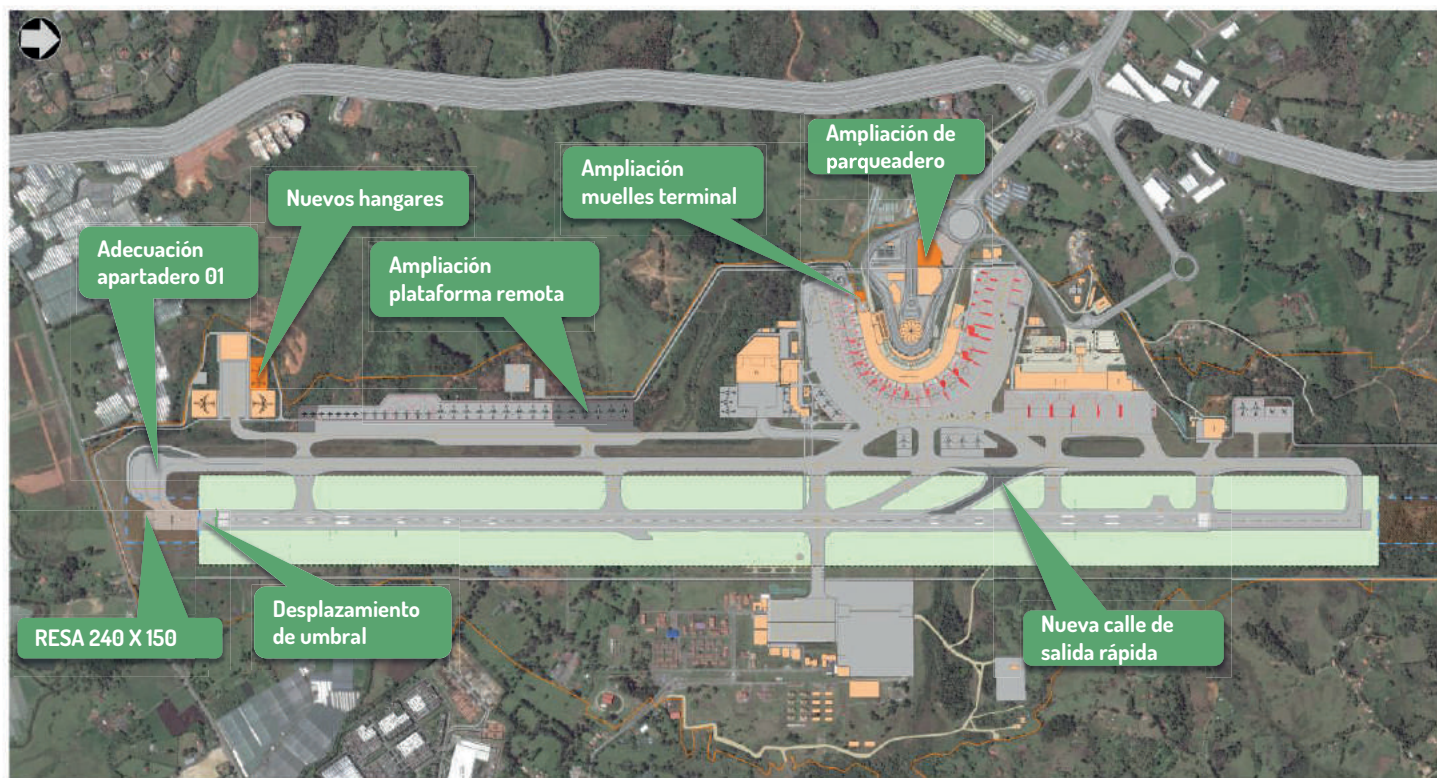 Ampliación de
parqueadero
Ampliación
muelles terminal
Nuevos hangares
Adecuación
apartadero 01
Ampliación
plataforma remota
Desplazamiento
de umbral
RESA 240 X 150
Nueva calle de
salida rápida